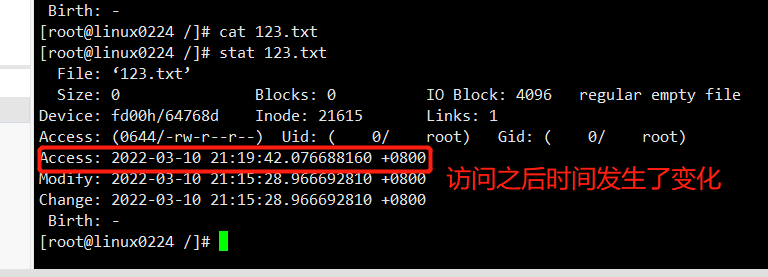 Birth: -
[root@linux0224 /]# cat 123.txt
[root@linux0224 /]# stat 123.txt
File: ‘123.txt’
Size: 0 Blocks: 0 IO Block: 4096 regular empty file
Device: fd00h/64768d Inode: 21615 Links: 1
Access: (0644/-rw-r--r--) Uid: ( 0/ root) Gid: ( 0/ root)
Access: 2022-03-10 21:19:42.076688160 +0800
Modify: 2022-03-10 21:15:28.966692810 +0800
访问之后时间发生了变化
Change: 2022-03-10 21:15:28.966692810 +0800
Birth: -
[root@linux0224 /]#